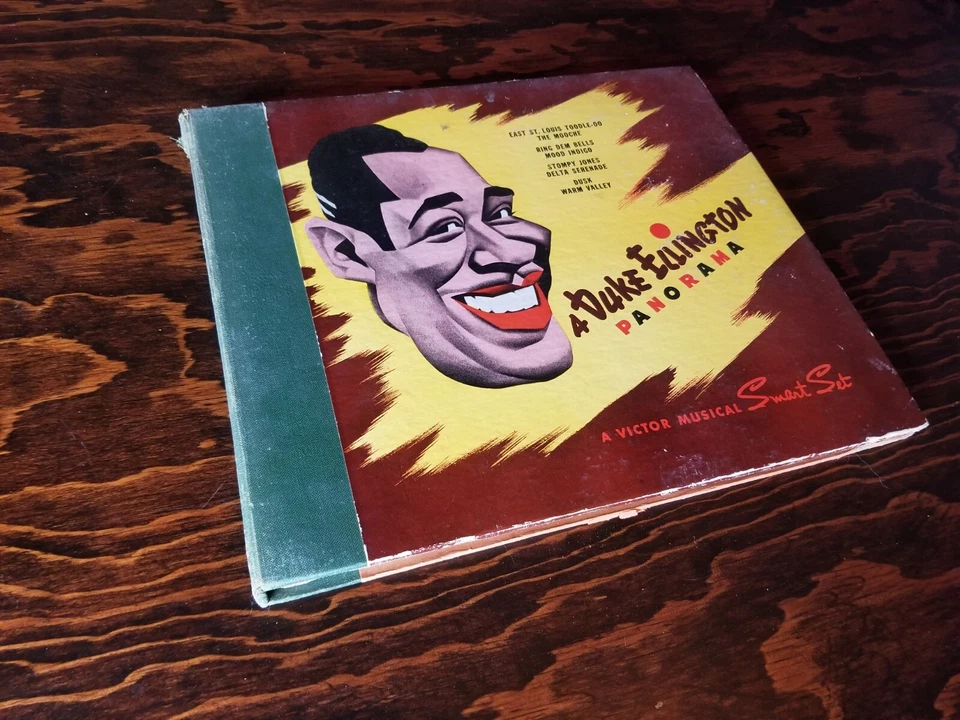 EAST ST. LOUIS TOODLE-OO
THE MOOCHE
RING DEM BELLS
MOOD INDIGO
STOMPY JONES
DELTA SERENADE
DUSK
WARM VALLEY
A DUKE ELLINGTON
PANORAMA
A VICTOR MUSICAL Smart Set